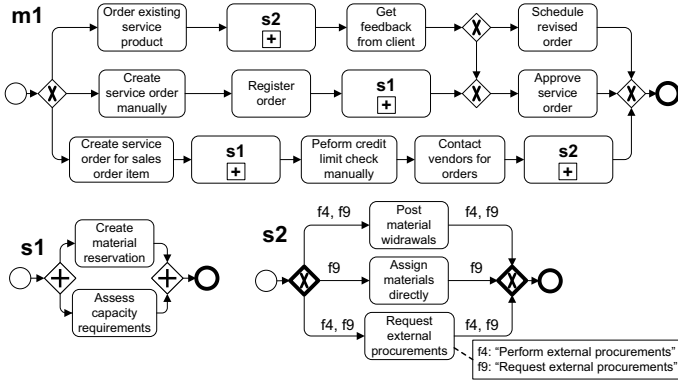 m1
Order existing
service
product
s2
+
Get
feedback
from client
X
Schedule
revised
order
X
Create
service order
manually
Register
order
s1
+
X
Approve
service
order
X
Create service
order for sales
order item
s1
+
Peform credit
limit check
manually
Contact
vendors for
orders
s2
+
s1
Create
material
reservation
+
+
Assess
capacity
requirements
s2
f4, f9
Post
material
widrawals
f4, f9
X
f9
Assign
materials
directly
f9
X
f4, f9
Request
external
procurements
f4, f9
f4: “Perform external procurements”
f9: “Request external procurements”